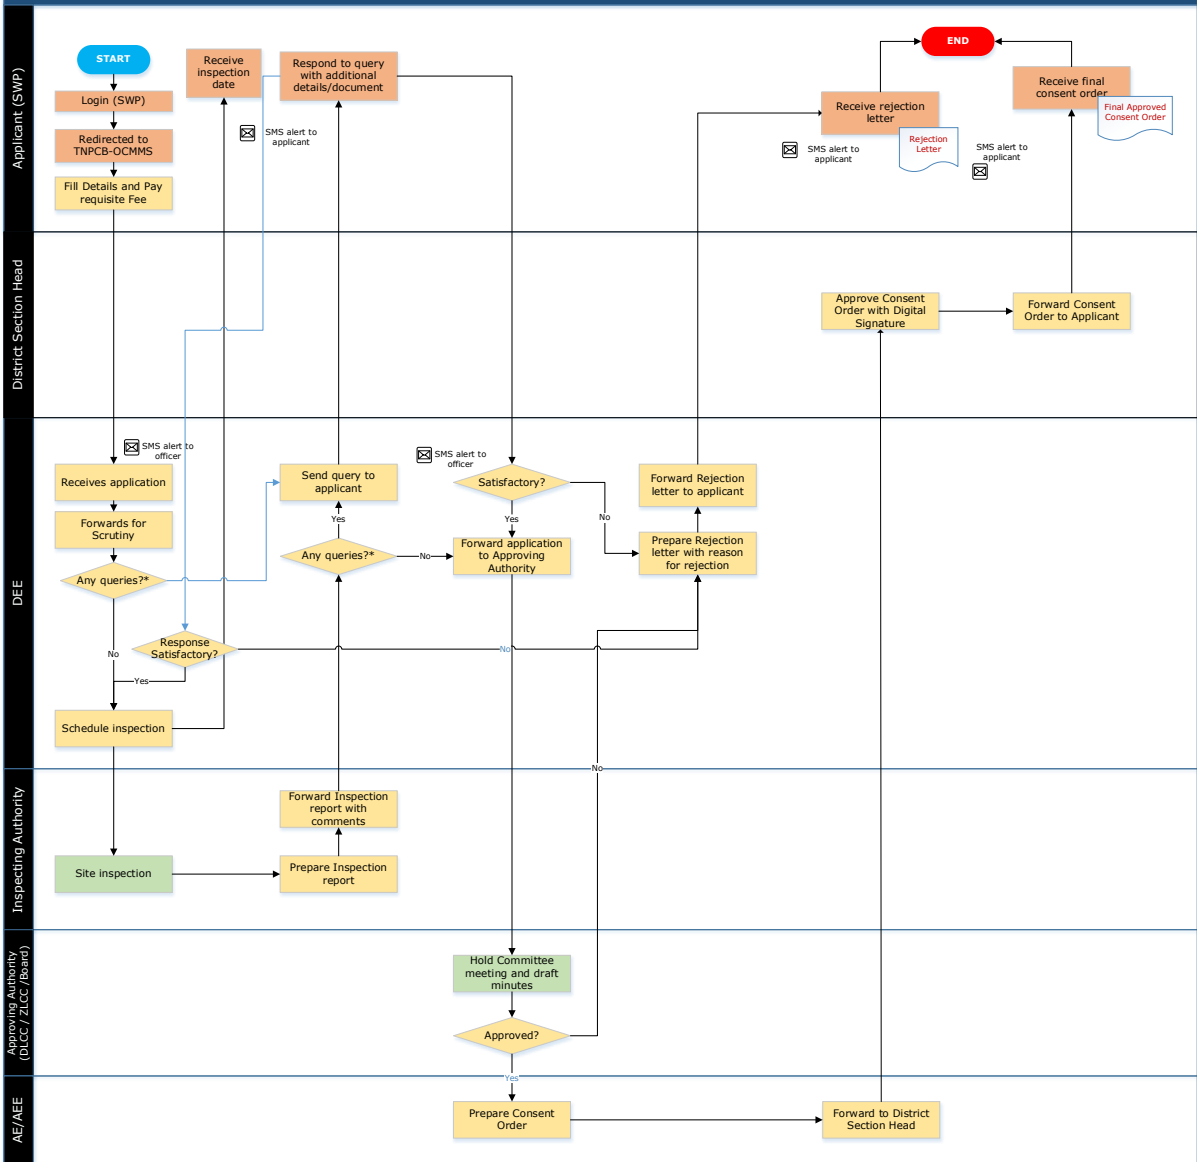 Applicant (SWP)
START
Login (SWP)
Redirected to
TNPCB-OCMMS
Fill Details and Pay
requisite Fee
Receive
inspection
date
SMS alert to
applicant
Respond to query
with additional
details/document
END
Receive rejection
letter
Rejection
Letter
SMS alert to
applicant
Receive final
consent order
Final Approved
Consent Order
SMS alert to
applicant
District Section Head
Approve Consent
Order with Digital
Signature
Forward Consent
Order to Applicant
DEE
SMS alert to
officer
Receives application
Forwards for
Scrutiny
Any queries?*
No
Response
Satisfactory?
Yes
Schedule inspection
Send query to
applicant
Yes
Any queries?*
No
SMS alert to
officer
Satisfactory?
Yes
No
Forward application
to Approving
Authority
Forward Rejection
letter to applicant
Prepare Rejection
letter with reason
for rejection
No
No
Inspecting Authority
Forward Inspection
report with
comments
Site inspection
Prepare Inspection
report
Approving Authority
(DLCC / ZLCC /Board)
Hold Committee
meeting and draft
minutes
Approved?
Yes
AE/AEE
Prepare Consent
Order
Forward to District
Section Head